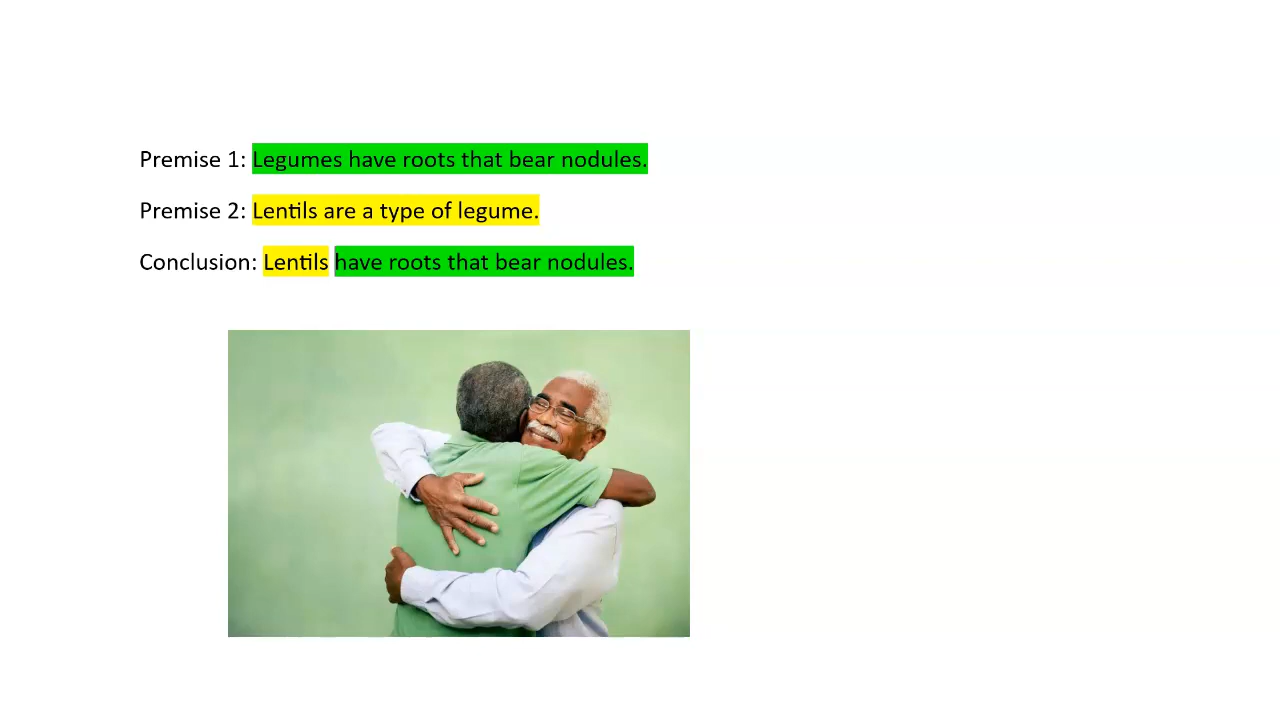 Premise 1: Legumes have roots that bear nodules.
Premise 2: Lentils are a type of legume.
Conclusion: Lentils have roots that bear nodules.